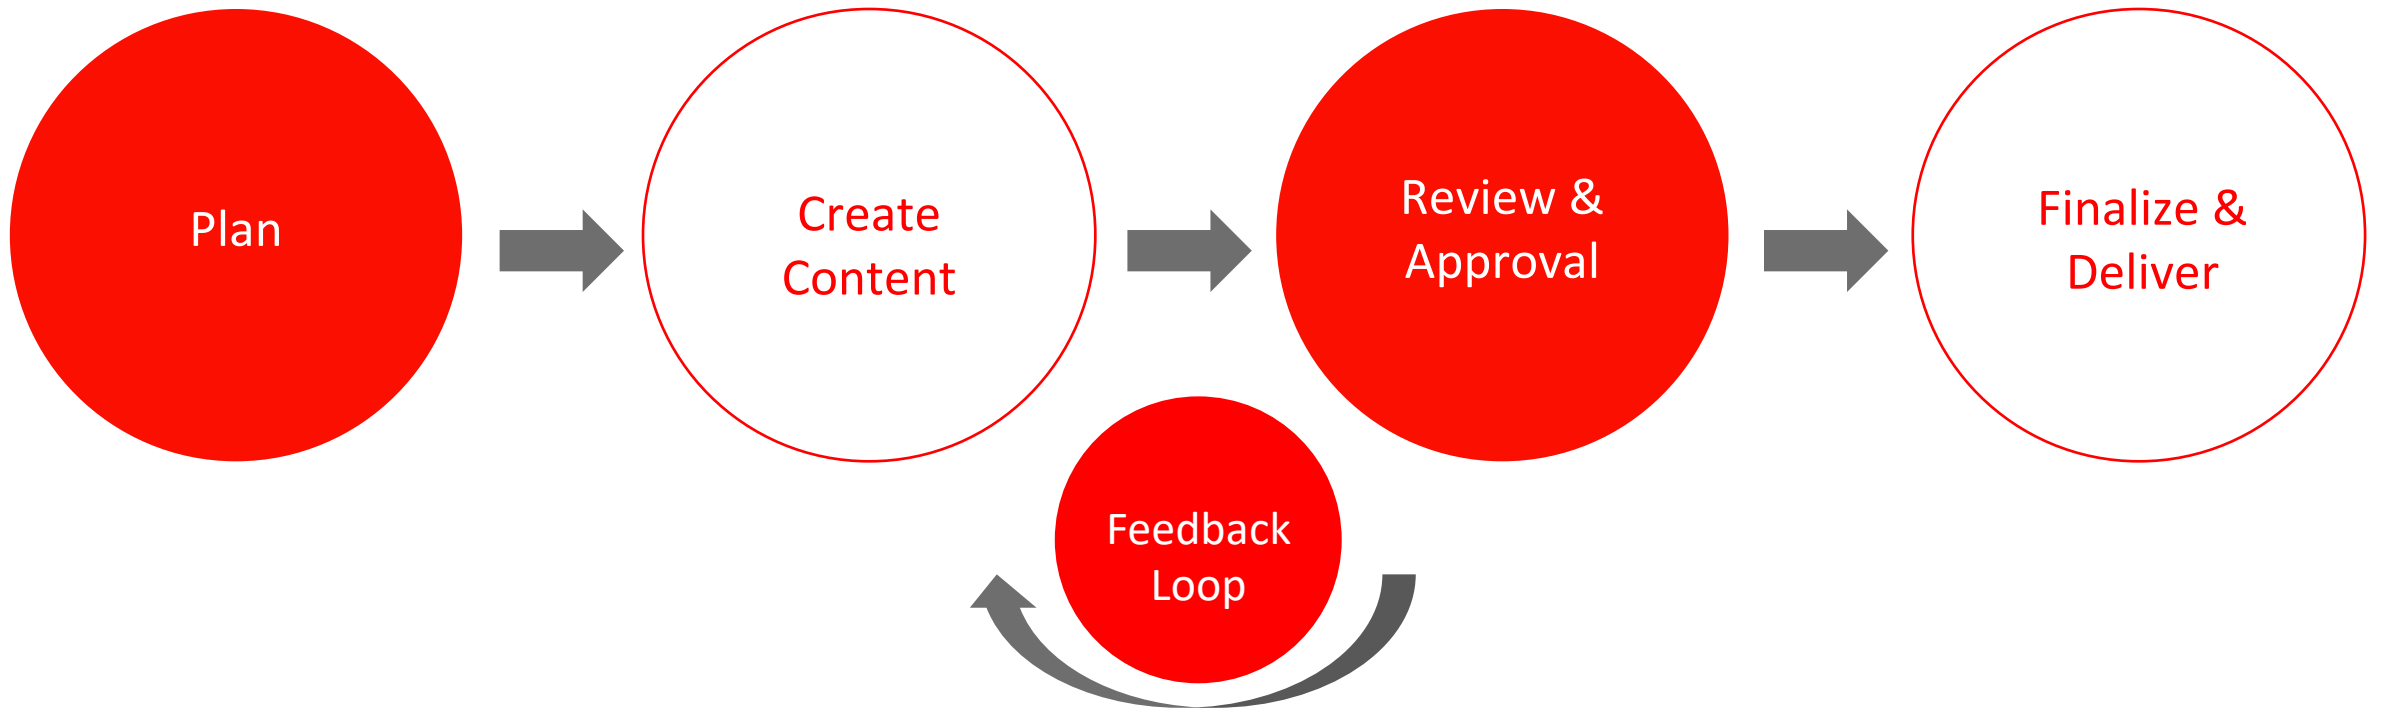 Plan
Create
Content
Review &
Approval
Finalize &
Deliver
Feedback
Loop